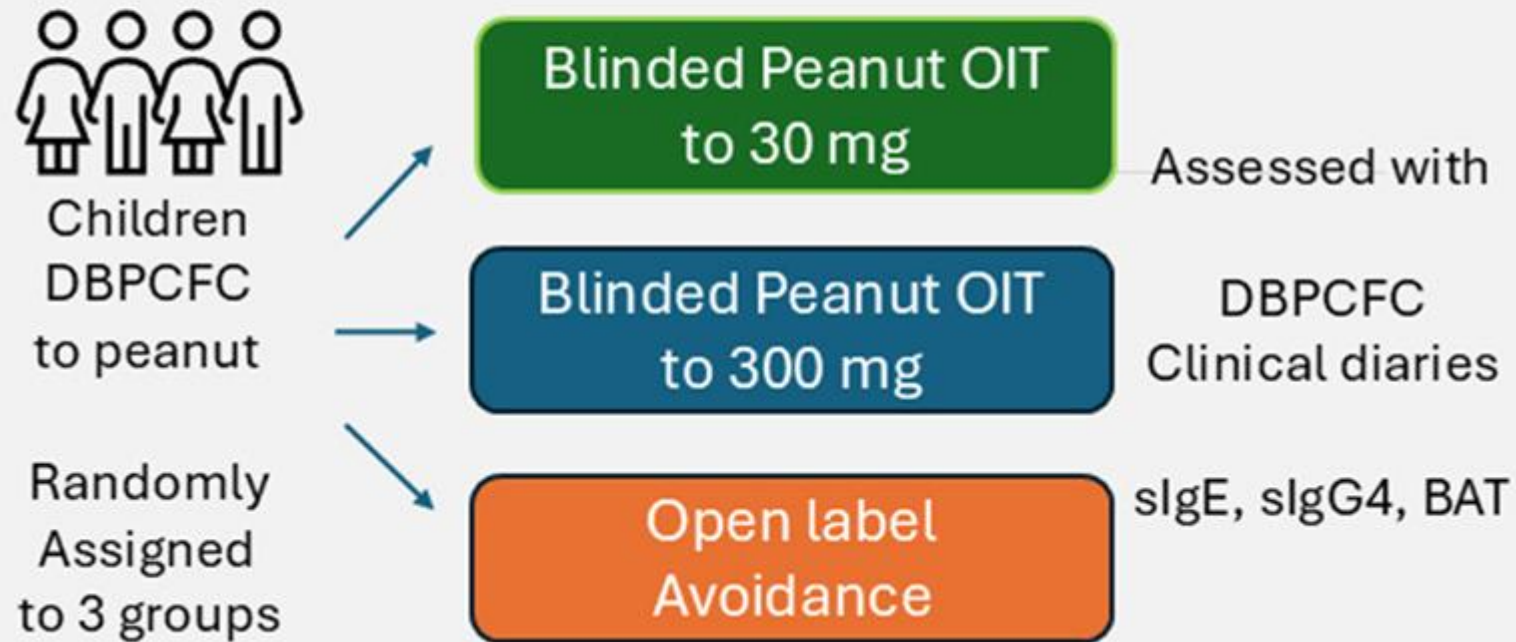 Children
DBPCFC
to peanut
Randomly
Assigned
to 3 groups
Blinded Peanut OIT
to 30 mg
Blinded Peanut OIT
to 300 mg
Open label
Avoidance
Assessed with
DBPCFC
Clinical diaries
sIgE, sIgG4, BAT